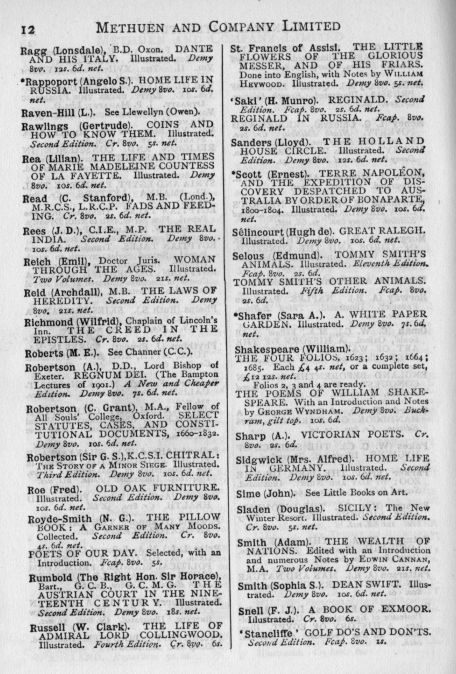 12 METHUEN AND COMPANY LIMITED
Ragg (Lonsdale), B.D. Oxon. DANTE
AND HIS ITALY. Illustrated. Demy
8vo. 12s. 6d. net.
*Rappoport (Angelo S.). HOME LIFE IN
RUSSIA. Illustrated. Demy 8vo. 10s. 6d.
net.
Raven-Hill (L.). See Llewellyn (Owen).
Rawlings (Gertrude). COINS AND
HOW TO KNOW THEM. Illustrated.
Second Edition. Cr. 8vo. 5s. net.
Rea (Lilian). THE LIFE AND TIMES
OF MARIE MADELEINE COUNTESS
OF LA FAYETTE. Illustrated. Demy
8vo. 10s. 6d. net.
Read (C. Stanford), M.B. (Lond.),
M.R.C.S., L.R.C.P. FADS AND FEED-
ING. Cr. 8vo. 2s. 6d. net.
Rees (J. D.), C.I.E., M.P. THE REAL
INDIA. Second Edition. Demy 8vo.
10s. 6d. net.
Reich (Emil), Doctor Juris. WOMAN
THROUGH THE AGES. Illustrated.
Two Volumes. Demy 8vo. 21s. net.
Reid (Archdall), M.B. THE LAWS OF
HEREDITY. Second Edition. Demy
8vo. 21s. net.
Richmond (Wilfrid), Chaplain of Lincoln's
Inn. THE CREED IN THE
EPISTLES. Cr. 8vo. 2s. 6d. net.
Roberts (M. E.). See Channer (C.C.).
Robertson (A.), D.D., Lord Bishop of
Exeter. REGNUM DEI. (The Bampton
Lectures of 1901.) A New and Cheaper
Edition. Demy 8vo. 7s. 6d. net.
Robertson (C. Grant), M.A., Fellow of
All Souls' College, Oxford. SELECT
STATUTES, CASES, AND CONSTI-
TUTIONAL DOCUMENTS, 1660-1832.
Demy 8vo. 10s. 6d. net.
Robertson (Sir G. S.), K.C.S.I. CHITRAL:
THE STORY OF A MINOR SIEGE. Illustrated.
Third Edition. Demy 8vo. 10s. 6d. net.
Roe (Fred). OLD OAK FURNITURE.
Illustrated. Second Edition. Demy 8vo.
10s. 6d. net.
Royde-Smith (N. G.). THE PILLOW
BOOK: A GARNER OF MANY MOODS.
Collected. Second Edition. Cr. 8vo.
4s. 6d. net.
POETS OF OUR DAY. Selected, with an
Introduction. Fcap. 8vo. 5s.
Rumbold (The Right Hon. Sir Horace),
Bart., G. C. B., G. C. M. G. THE
AUSTRIAN COURT IN THE NINE-
TEENTH CENTURY. Illustrated.
Second Edition. Demy 8vo. 18s. net.
Russell (W. Clark). THE LIFE OF
ADMIRAL LORD COLLINGWOOD.
Illustrated. Fourth Edition. Cr. 8vo. 6s.
St. Francis of Assisi. THE LITTLE
FLOWERS OF THE GLORIOUS
MESSER, AND OF HIS FRIARS.
Done into English, with Notes by WILLIAM
HEYWOOD. Illustrated. Demy 8vo. 5s. net.
'Saki' (H. Munro). REGINALD. Second
Edition. Fcap. 8vo. 2s. 6d. net.
REGINALD IN RUSSIA. Fcap. 8vo.
2s. 6d. net.
Sanders (Lloyd). THE HOLLAND
HOUSE CIRCLE. Illustrated. Second
Edition. Demy 8vo. 12s. 6d. net.
*Scott (Ernest). TERRE NAPOLÉON,
AND THE EXPEDITION OF DIS-
COVERY DESPATCHED TO AUS-
TRALIA BY ORDER OF BONAPARTE,
1800-1804. Illustrated. Demy 8vo. 10s. 6d.
net.
Sélincourt (Hugh de). GREAT RALEGH.
Illustrated. Demy 8vo. 10s. 6d. net.
Selous (Edmund). TOMMY SMITH'S
ANIMALS. Illustrated. Eleventh Edition.
Fcap. 8vo. 2s. 6d.
TOMMY SMITH'S OTHER ANIMALS.
Illustrated. Fifth Edition. Fcap. 8vo.
2s. 6d.
*Shafer (Sara A.). A. WHITE PAPER
GARDEN. Illustrated. Demy 8vo. 7s. 6d.
net.
Shakespeare (William).
THE FOUR FOLIOS, 1623; 1632; 1664;
1685. Each £4 4s. net, or a complete set,
£12 12s. net.
Folios 2, 3 and 4 are ready.
THE POEMS OF WILLIAM SHAKE-
SPEARE. With an Introduction and Notes
by GEORGE WYNDHAM. Demy 8vo. Buck-
ram, gilt top. 10s. 6d.
Sharp (A.). VICTORIAN POETS. Cr.
8vo. 2s. 6d.
Sidgwick (Mrs. Alfred). HOME LIFE
IN GERMANY. Illustrated. Second
Edition. Demy 8vo. 10s. 6d. net.
Sime (John). See Little Books on Art.
Sladen (Douglas). SICILY: The New
Winter Resort. Illustrated. Second Edition.
Cr. 8vo. 5s. net.
Smith (Adam). THE WEALTH OF
NATIONS. Edited with an Introduction
and numerous Notes by EDWIN CANNAN,
M.A. Two Volumes. Demy 8vo. 21s. net.
Smith (Sophia S.). DEAN SWIFT. Illus-
trated. Demy 8vo. 10s. 6d. net.
Snell (F. J.). A BOOK OF EXMOOR.
Illustrated. Cr. 8vo. 6s.
'Stancliffe' GOLF DO'S AND DON'TS.
Second Edition. Fcap. 8vo. 1s.